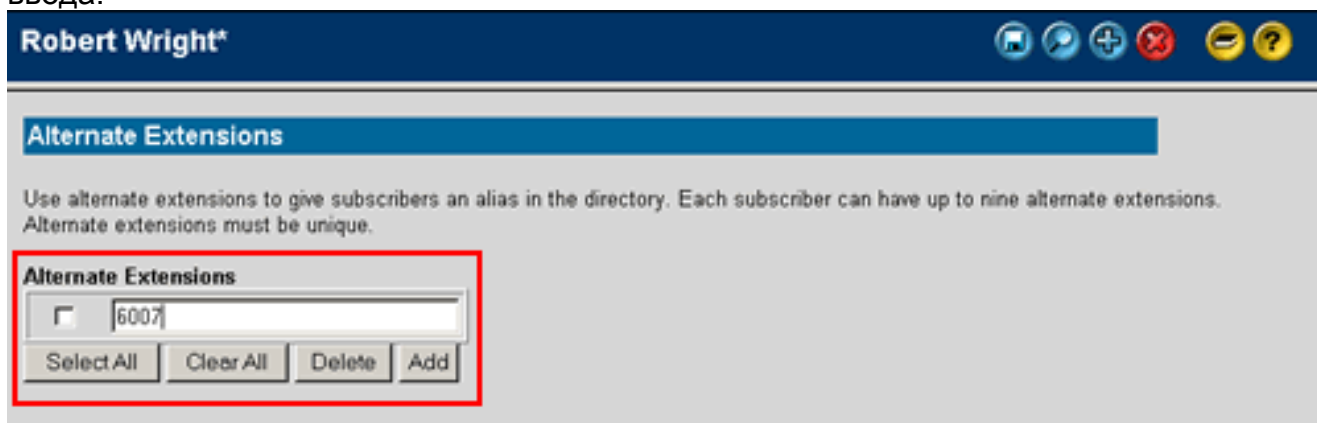 ввода.
Robert Wright*
Alternate Extensions
Use alternate extensions to give subscribers an alias in the directory. Each subscriber can have up to nine alternate extensions.
Alternate extensions must be unique.
Alternate Extensions
6007
Select All Clear All Delete Add